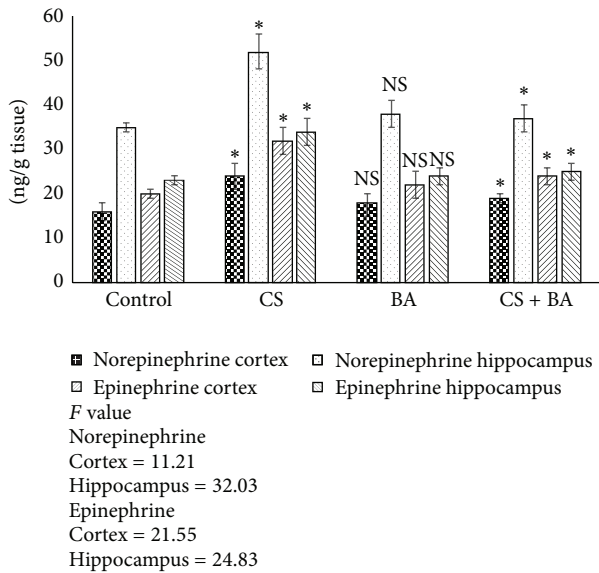 60
50
40
30
20
10
0
(ng/g tissue)
* * * *
NS NS NS NS
* * * *
Control CS BA CS + BA
Norepinephrine cortex Norepinephrine hippocampus
Epinephrine cortex Epinephrine hippocampus
F value
Norepinephrine
Cortex = 11.21
Hippocampus = 32.03
Epinephrine
Cortex = 21.55
Hippocampus = 24.83